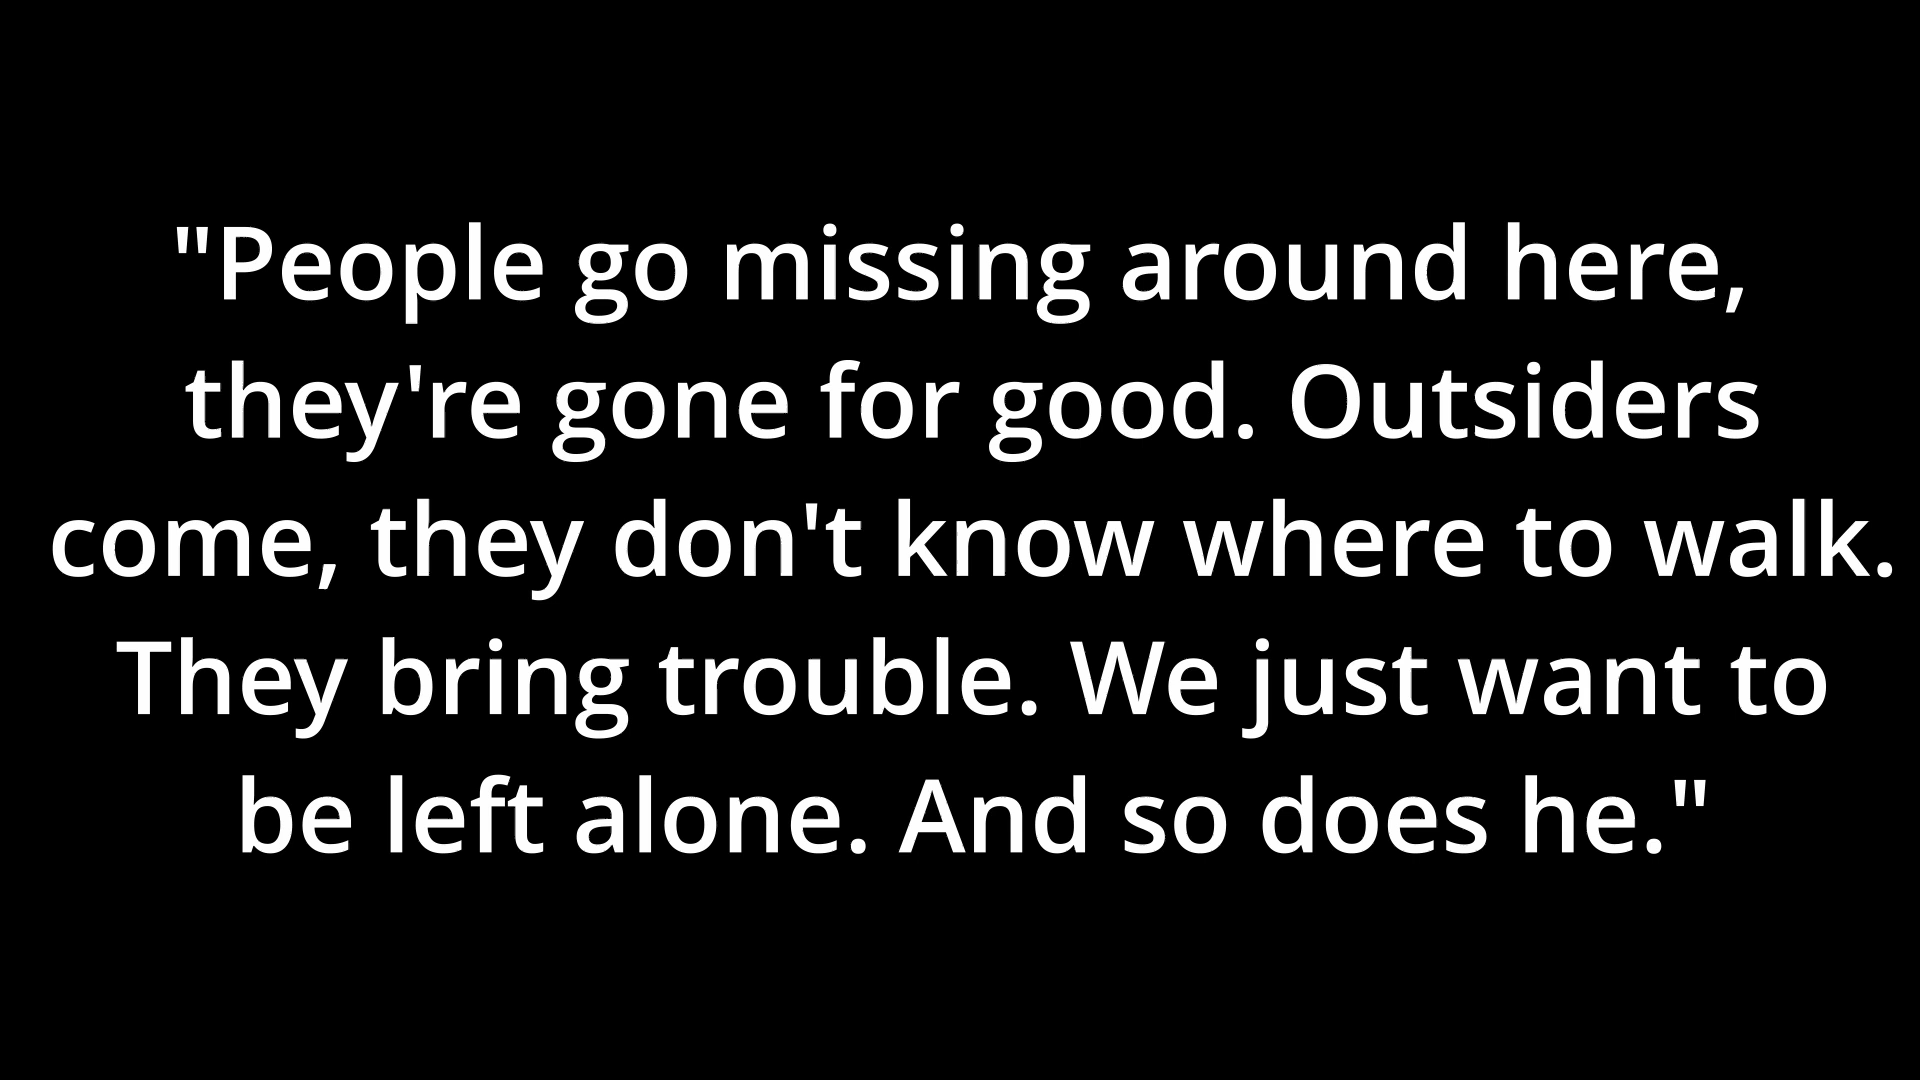 "People go missing around here,
they're gone for good. Outsiders
come, they don't know where to walk.
They bring trouble. We just want to
be left alone. And so does he."